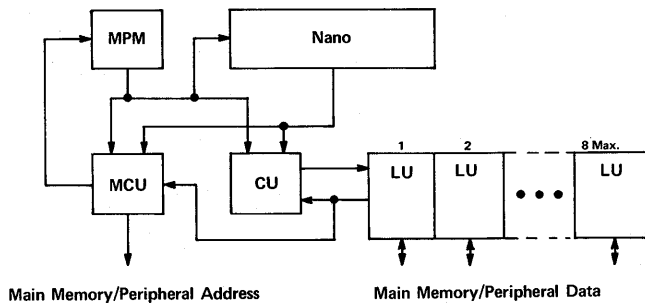 MPM
Nano
1
2
8 Max.
MCU
CU
LU
LU
LU
Main Memory/Peripheral Address
Main Memory/Peripheral Data